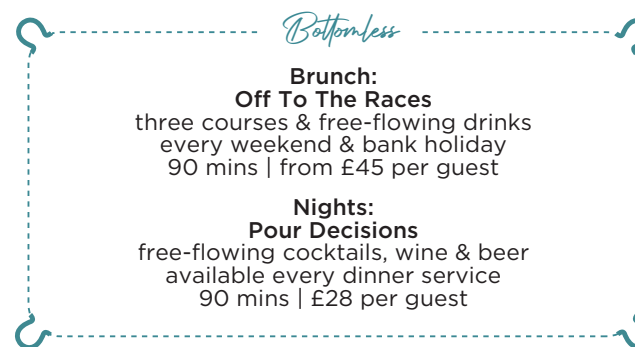 Bottomless
Brunch:
Off To The Races
three courses & free-flowing drinks
every weekend & bank holiday
90 mins | from £45 per guest
Nights:
Pour Decisions
free-flowing cocktails, wine & beer
available every dinner service
90 mins | £28 per guest